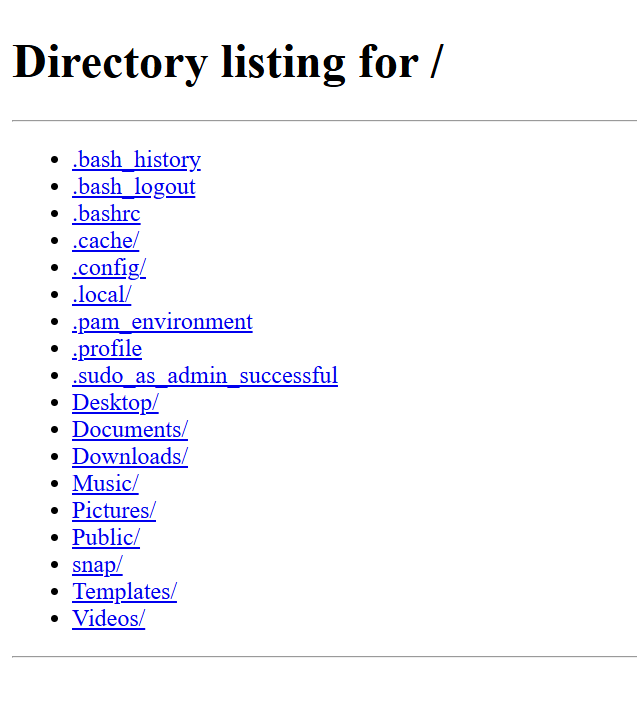 Directory listing for /
.bash_history
.bash_logout
.bashrc
.cache/
.config/
.local/
.pam_environment
.profile
.sudo_as_admin_successful
Desktop/
Documents/
Downloads/
Music/
Pictures/
Public/
snap/
Templates/
Videos/